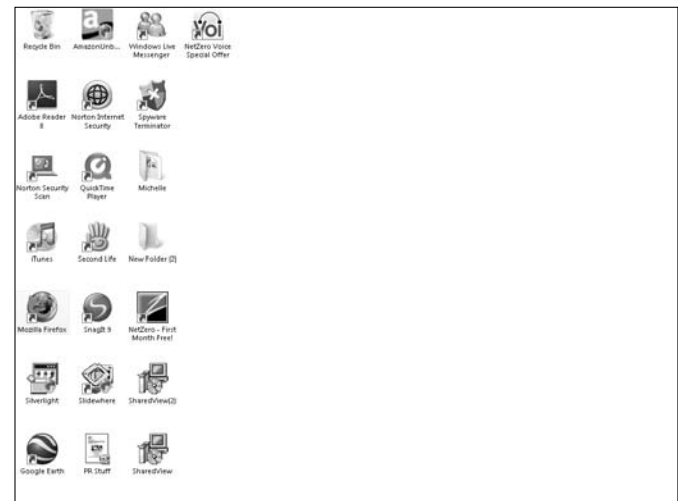 Recycle Bin
AmazonUnb...
Windows Live
Messenger
Yoi
NetZero Voice
Special Offer
Adobe Reader
8
Norton Internet
Security
Spyware
Terminator
Norton Security
Scan
QuickTime
Player
Michelle
iTunes
Second Life
New Folder (2)
Mozilla Firefox
SnagIt 9
NetZero - First
Month Free!
Silverlight
Slidewhere
SharedView(2)
Google Earth
PR Stuff
SharedView